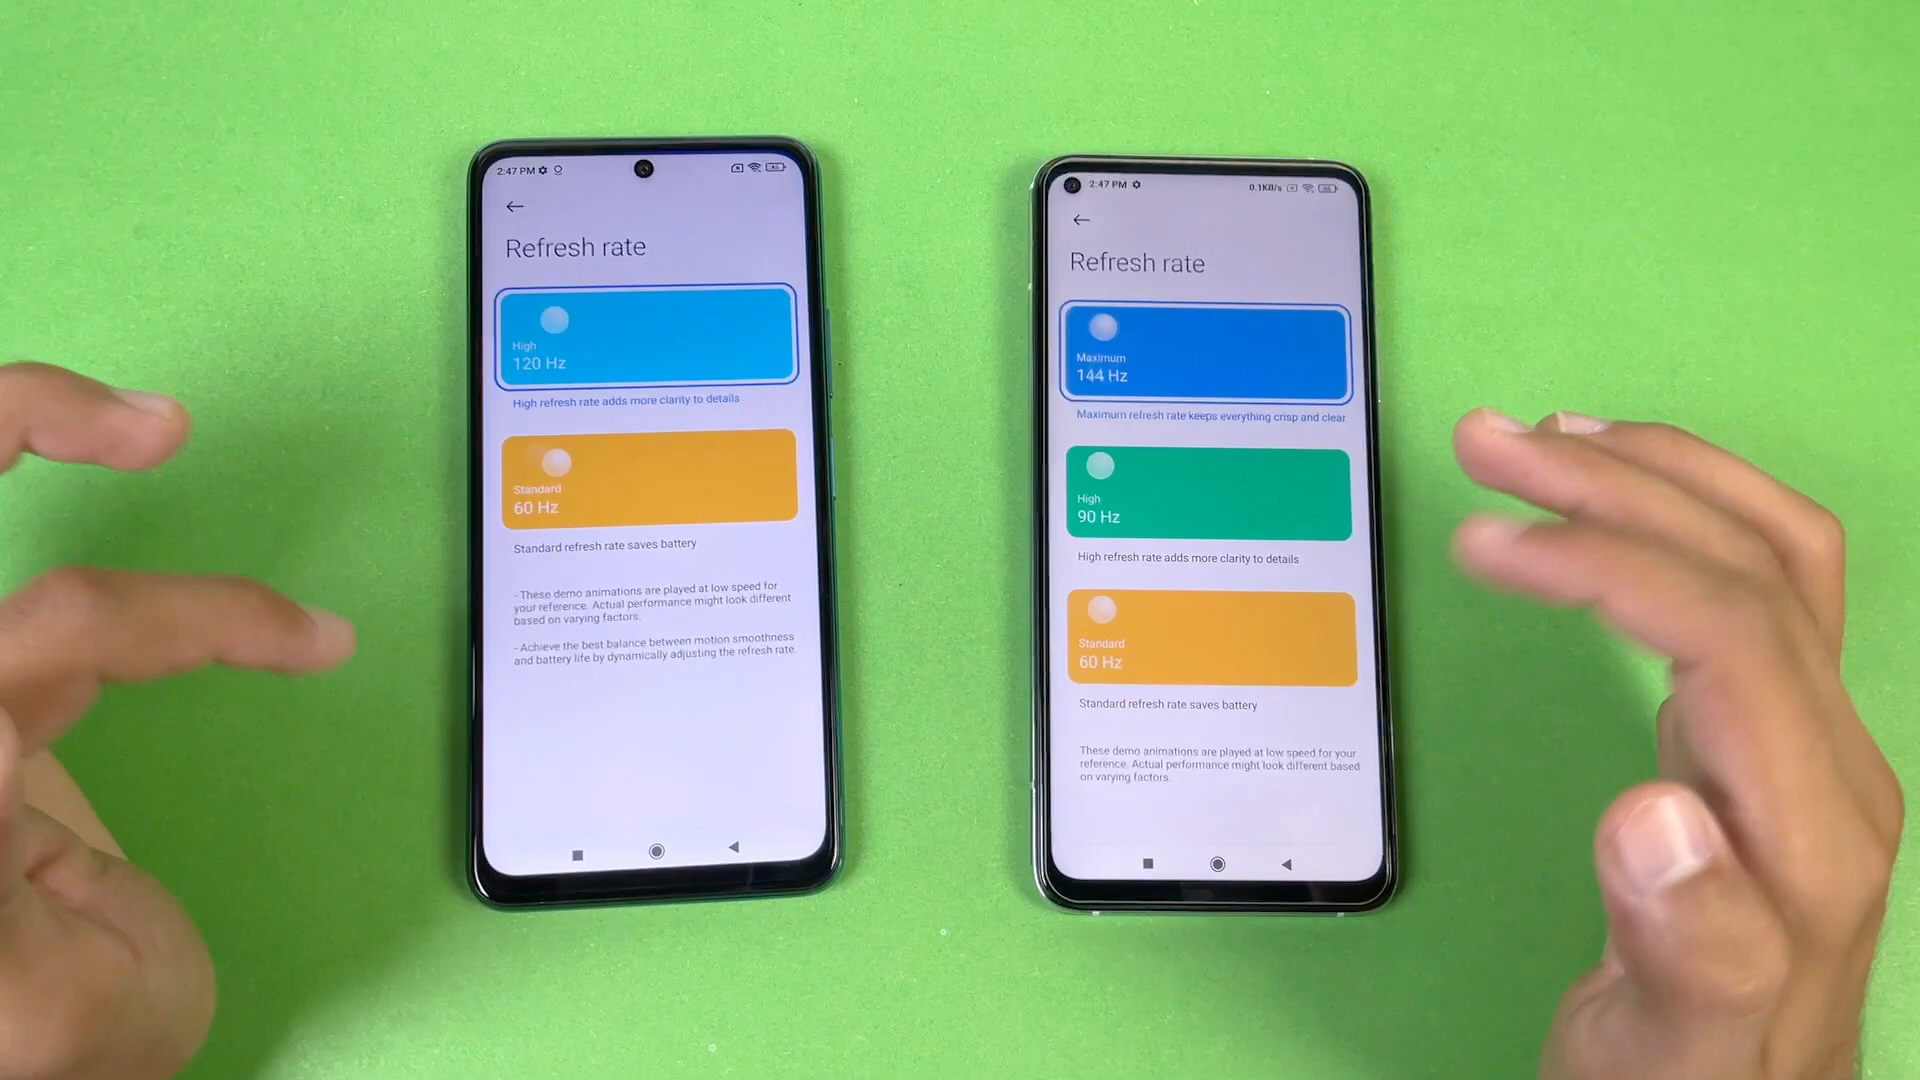 2:47 PM
Refresh rate
High
120 Hz
High refresh rate adds more clarity to details
Standard
60 Hz
Standard refresh rate saves battery
- These demo animations are played at low speed for
your reference. Actual performance might look different
based on varying factors.
- Achieve the best balance between motion smoothness
and battery life by dynamically adjusting the refresh rate.
2:47 PM
0.1KB/s
Refresh rate
Maximum
144 Hz
Maximum refresh rate keeps everything crisp and clear
High
90 Hz
High refresh rate adds more clarity to details
Standard
60 Hz
Standard refresh rate saves battery
These demo animations are played at low speed for your
reference. Actual performance might look different based
on varying factors.